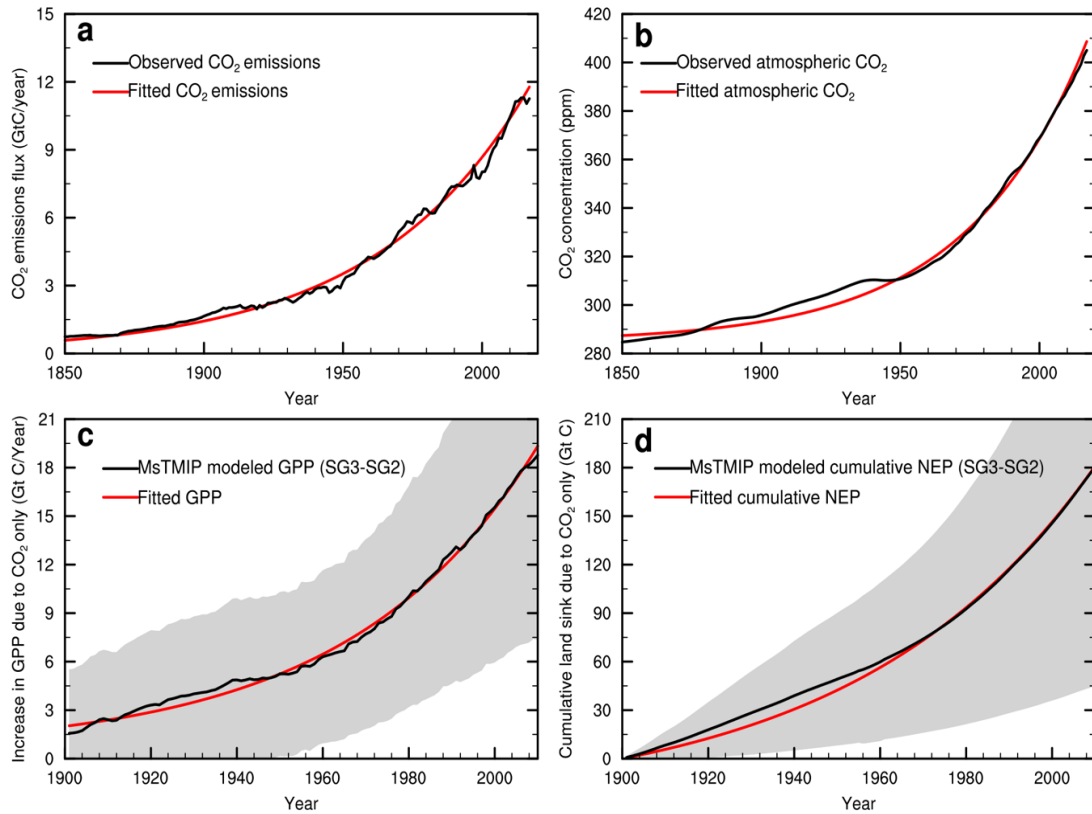 a
Observed CO₂ emissions
Fitted CO₂ emissions
CO₂ emissions flux (GtC/year)
15
12
9
6
3
0
1850 1900 1950 2000
Year
b
Observed atmospheric CO₂
Fitted atmospheric CO₂
CO₂ concentration (ppm)
420
400
380
360
340
320
300
280
1850 1900 1950 2000
Year
c
MsTMIP modeled GPP (SG3-SG2)
Fitted GPP
Increase in GPP due to CO₂ only (Gt C/Year)
21
18
15
12
9
6
3
0
1900 1920 1940 1960 1980 2000
Year
d
MsTMIP modeled cumulative NEP (SG3-SG2)
Fitted cumulative NEP
Cumulative land sink due to CO₂ only (Gt C)
210
180
150
120
90
60
30
0
1900 1920 1940 1960 1980 2000
Year